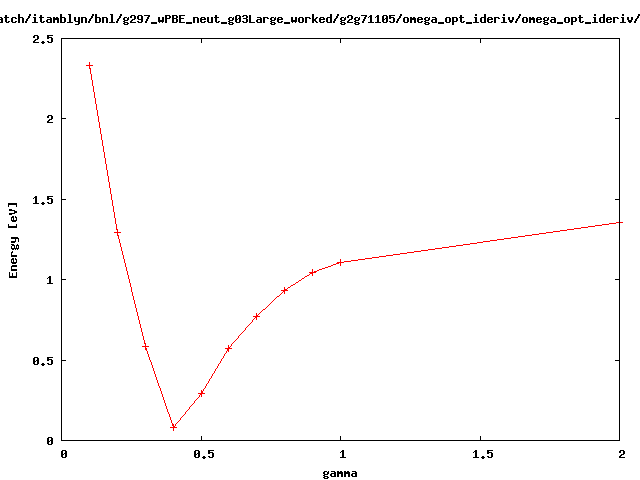 atch/itamblyn/bnl/g297_wPBE_neut_g03Large_worked/g2g71105/omega_opt_ideriv/omega_opt_ideriv/
2.5
2
1.5
1
0.5
0
Energy [eV]
0 0.5 1 1.5 2
gamma